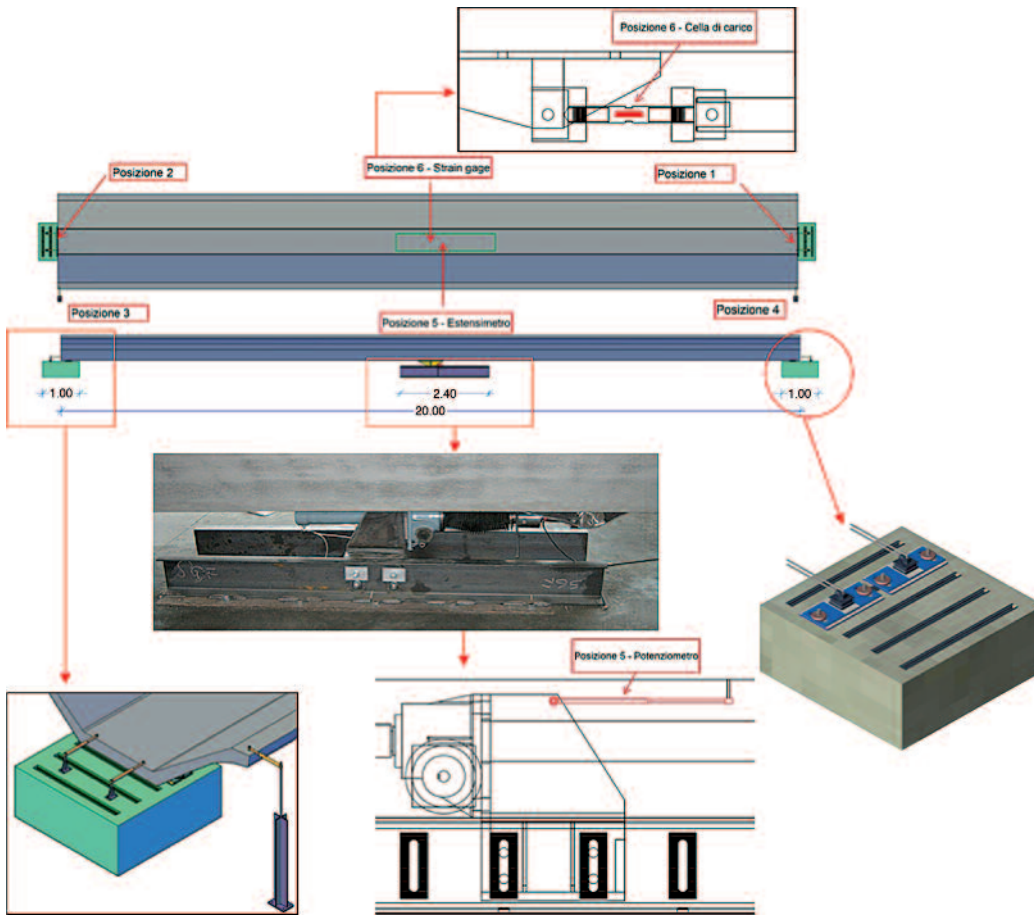 Posizione 6 - Cella di carico
Posizione 6 - Strain gage
Posizione 2
Posizione 1
Posizione 3
Posizione 5 - Estensimetro
Posizione 4
1.00
2.40
1.00
20.00
Posizione 5 - Potenziometro